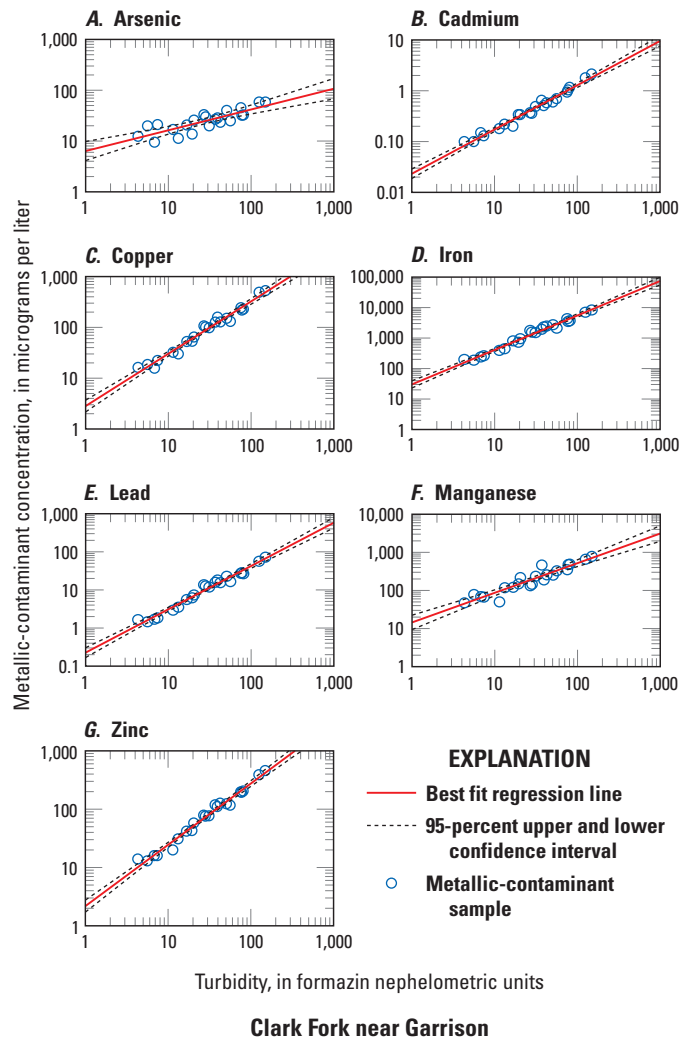 A. Arsenic
1,000
100
10
1
1 10 100 1,000
B. Cadmium
10
1
0.10
0.01
1 10 100 1,000
C. Copper
1,000
100
10
1
1 10 100 1,000
D. Iron
100,000
10,000
1,000
100
10
1
1 10 100 1,000
E. Lead
1,000
100
10
1
0.1
1 10 100 1,000
F. Manganese
10,000
1,000
100
10
1
1 10 100 1,000
G. Zinc
1,000
100
10
1
1 10 100 1,000
Metallic-contaminant concentration, in micrograms per liter
EXPLANATION
Best fit regression line
95-percent upper and lower
confidence interval
Metallic-contaminant
sample
Turbidity, in formazin nephelometric units
Clark Fork near Garrison